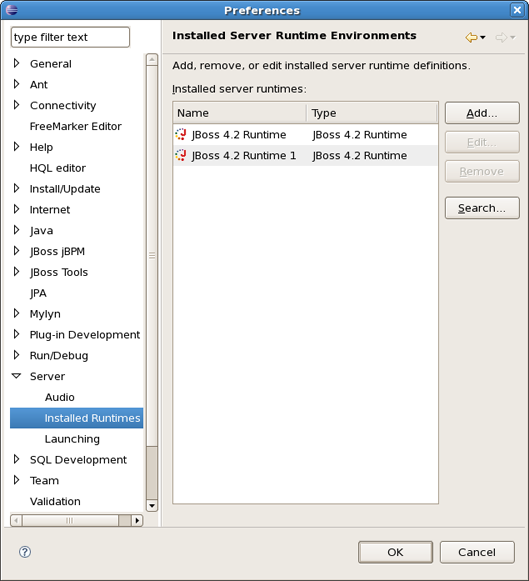 Preferences
type filter text
General
Ant
Connectivity
FreeMarker Editor
Help
HQL editor
Install/Update
Internet
Java
JBoss jBPM
JBoss Tools
JPA
Mylyn
Plug-in Development
Run/Debug
Server
Audio
Installed Runtimes
Launching
SQL Development
Team
Validation
Installed Server Runtime Environments
Add, remove, or edit installed server runtime definitions.
Installed server runtimes:
Name Type
JBoss 4.2 Runtime JBoss 4.2 Runtime
JBoss 4.2 Runtime 1 JBoss 4.2 Runtime
Add...
Edit...
Remove
Search...
? OK Cancel